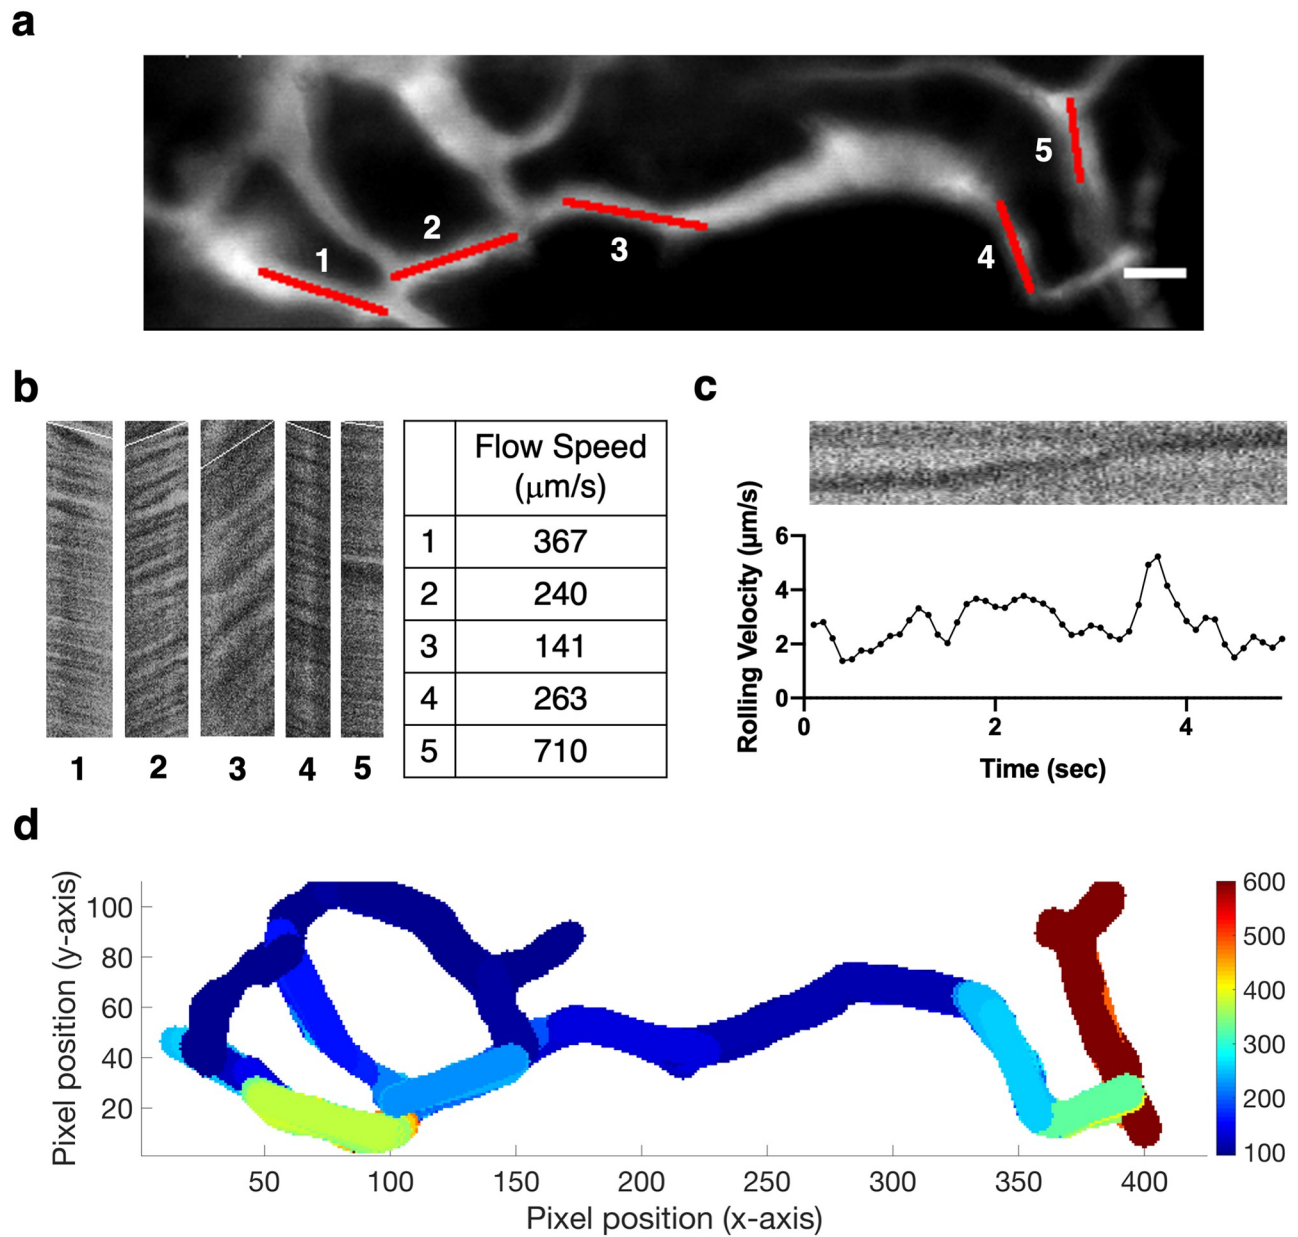 a
1
2
3
4
5
b
1 2 3 4 5
Flow Speed
(μm/s)
1 367
2 240
3 141
4 263
5 710
c
Rolling Velocity (μm/s)
6
4
2
0
0 2 4
Time (sec)
d
Pixel position (y-axis)
100
80
60
40
20
50 100 150 200 250 300 350 400
Pixel position (x-axis)
600
500
400
300
200
100